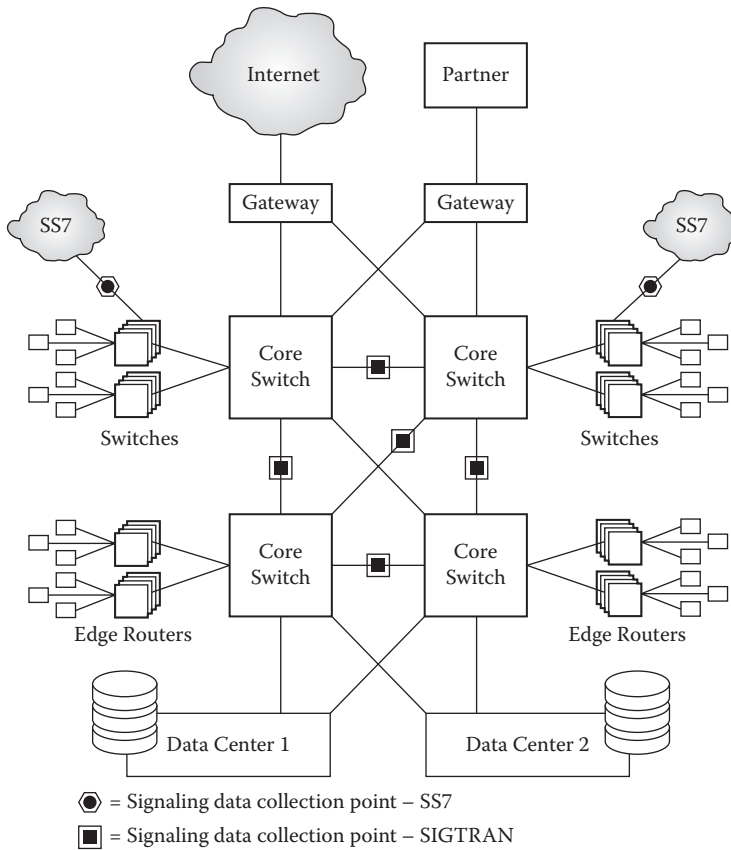 Internet
Partner
Gateway
Gateway
SS7
SS7
Core
Switch
Core
Switch
Switches
Switches
Core
Switch
Core
Switch
Edge Routers
Edge Routers
Data Center 1
Data Center 2
= Signaling data collection point – SS7
= Signaling data collection point – SIGTRAN